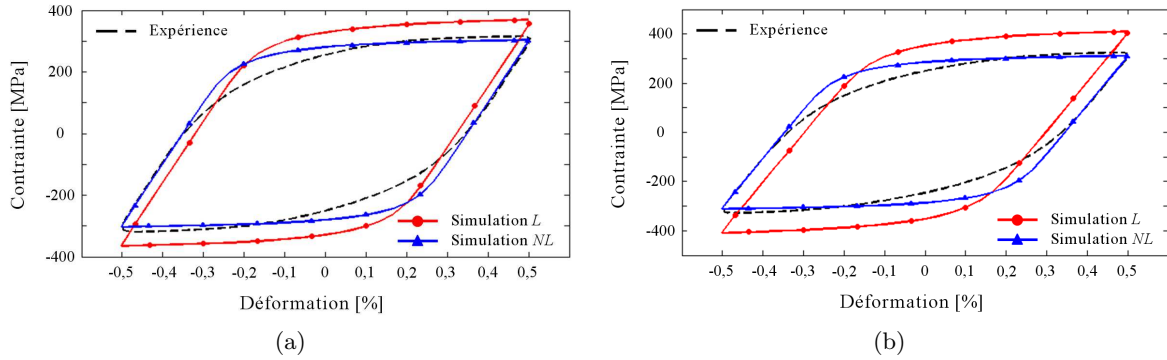 Expérience
Contrainte [MPa]
400
200
0
-200
-400
Simulation L
Simulation NL
-0,5 -0,4 -0,3 -0,2 -0,1 0 0,1 0,2 0,3 0,4 0,5
Déformation [%]
(a)
Expérience
Contrainte [MPa]
400
200
0
-200
-400
Simulation L
Simulation NL
-0,5 -0,4 -0,3 -0,2 -0,1 0 0,1 0,2 0,3 0,4 0,5
Déformation [%]
(b)